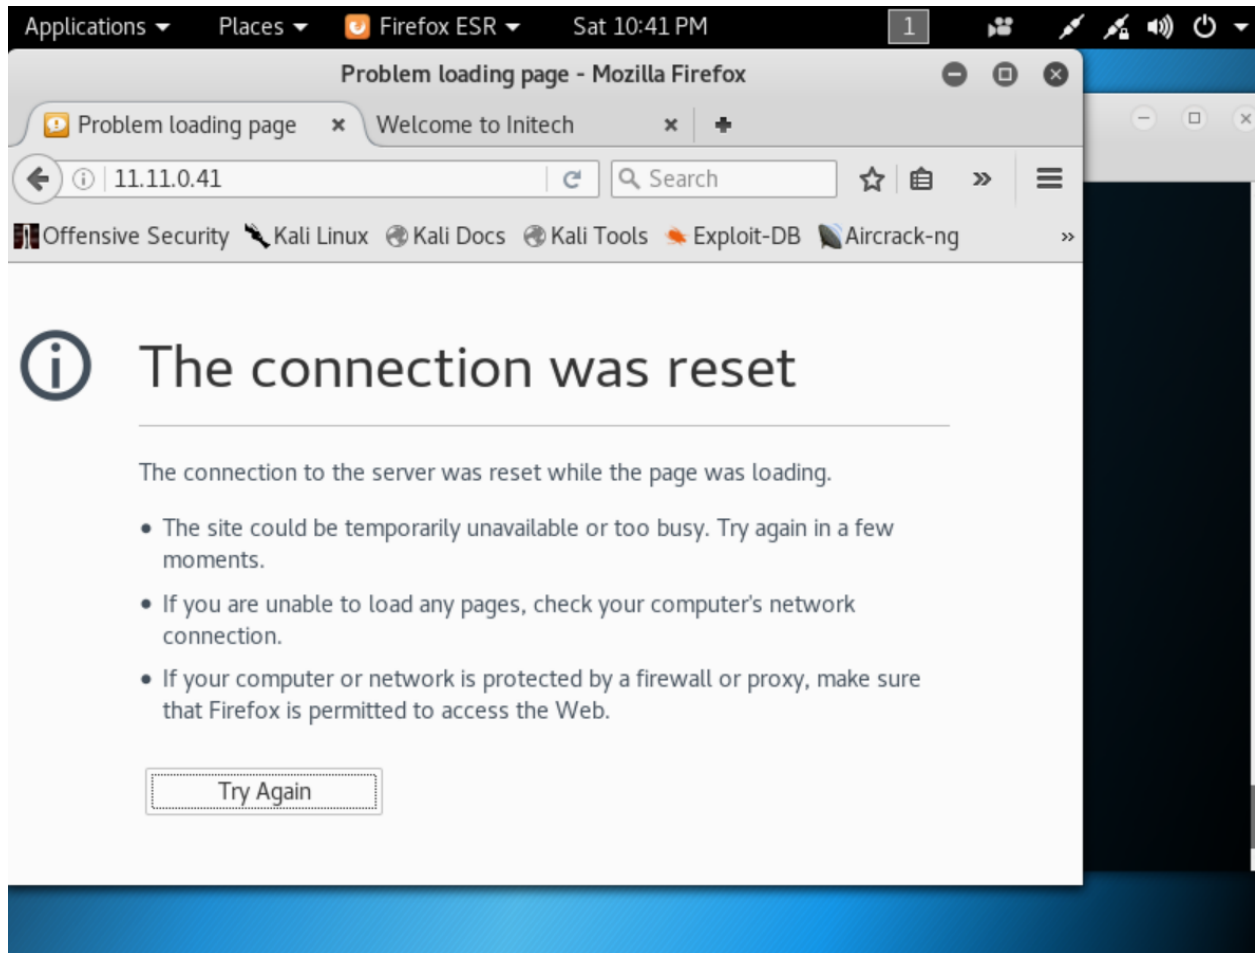 Applications Places Firefox ESR Sat 10:41 PM 1
Problem loading page - Mozilla Firefox
Problem loading page Welcome to Initech
11.11.0.41 Search
Offensive Security Kali Linux Kali Docs Kali Tools Exploit-DB Aircrack-ng »
The connection was reset
The connection to the server was reset while the page was loading.
• The site could be temporarily unavailable or too busy. Try again in a few
moments.
• If you are unable to load any pages, check your computer's network
connection.
• If your computer or network is protected by a firewall or proxy, make sure
that Firefox is permitted to access the Web.
Try Again